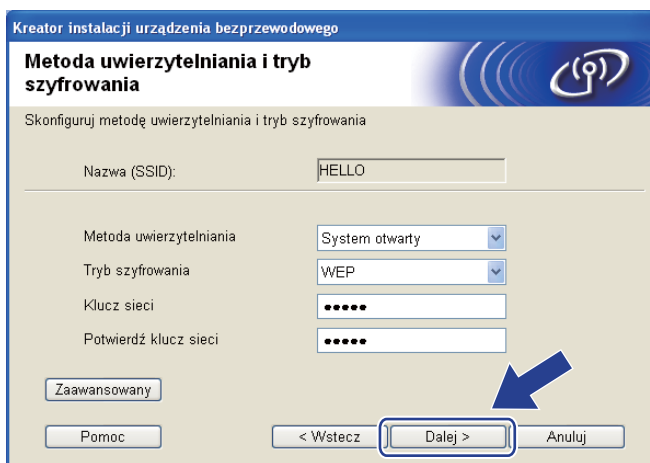 Kreator instalacji urządzenia bezprzewodowego
Metoda uwierzytelniania i tryb
szyfrowania
Skonfiguruj metodę uwierzytelniania i tryb szyfrowania
Nazwa (SSID): HELLO
Metoda uwierzytelniania System otwarty
Tryb szyfrowania WEP
Klucz sieci •••••
Potwierdź klucz sieci •••••
Zaawansowany
Pomoc < Wstecz Dalej > Anuluj